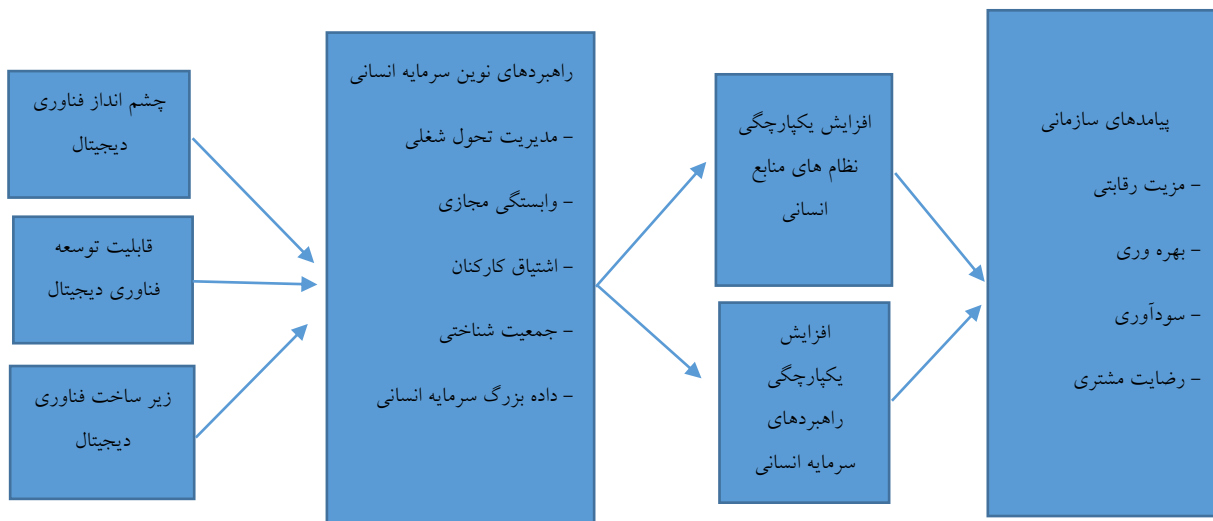 چشم انداز فناوری
دیجیتال
قابلیت توسعه
فناوری دیجیتال
زیر ساخت فناوری
دیجیتال
راهبردهای نوین سرمایه انسانی
- مدیریت تحول شغلی
- وابستگی مجازی
- اشتیاق کارکنان
- جمعیت شناختی
- داده بزرگ سرمایه انسانی
افزایش یکپارچگی
نظام های منابع
انسانی
افزایش
یکپارچگی
راهبردهای
سرمایه انسانی
پیامدهای سازمانی
- مزیت رقابتی
- بهره وری
- سودآوری
- رضایت مشتری